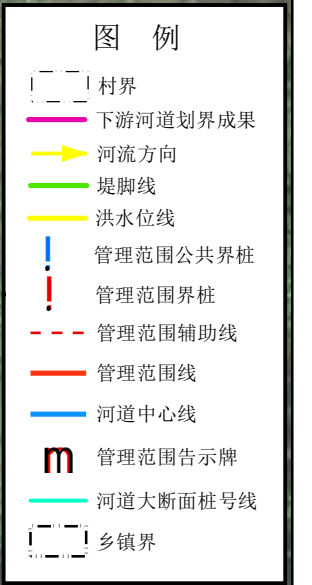 图 例
村界
下游河道划界成果
河流方向
堤脚线
洪水位线
管理范围公共界桩
管理范围界桩
管理范围辅助线
管理范围线
河道中心线
m 管理范围告示牌
河道大断面桩号线
乡镇界